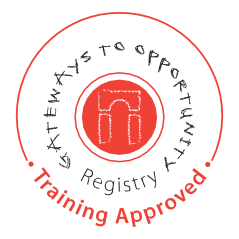 GATEWAYS TO OPPORTUNITY
Registry
• Training Approved •